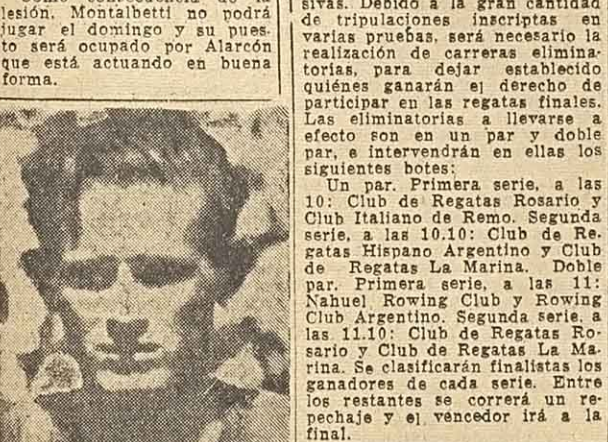 lesión, Montalbetti no podrá
jugar el domingo y su pues-
to será ocupado por Alarcón
que está actuando en buena
forma.
sivas. Debido a la gran cantidad
de tripulaciones inscriptas en
varias pruebas, será necesario la
realización de carreras elimina-
torias, para dejar establecido
quiénes ganarán el derecho de
participar en las regatas finales.
Las eliminatorias a llevarse a
efecto son en un par y doble
par, e intervendrán en ellas los
siguientes botes:
Un par. Primera serie, a las
10: Club de Regatas Rosario y
Club Italiano de Remo. Segunda
serie, a las 10.10: Club de Re-
gatas Hispano Argentino y Club
de Regatas La Marina. Doble
par. Primera serie, a las 11:
Nahuel Rowing Club y Rowing
Club Argentino. Segunda serie, a
las 11.10: Club de Regatas Ro-
sario y Club de Regatas La Ma-
rina. Se clasificarán finalistos los
ganadores de cada serie. Entre
los restantes se correrá un re-
pechaje y el vencedor irá a la
final.